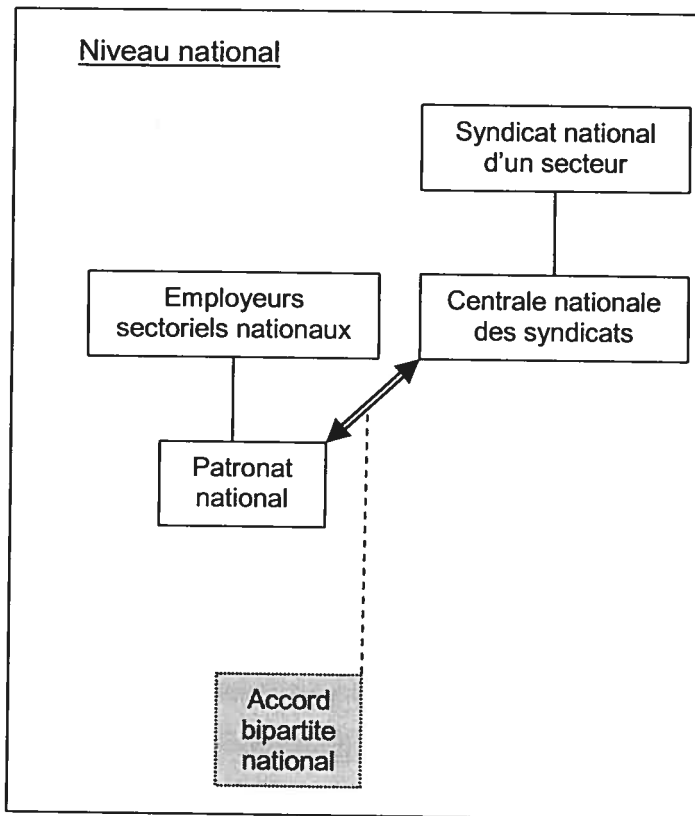 Niveau national
Syndicat national
d'un secteur
Employeurs
sectoriels nationaux
Centrale nationale
des syndicats
Patronat
national
Accord
bipartite
national